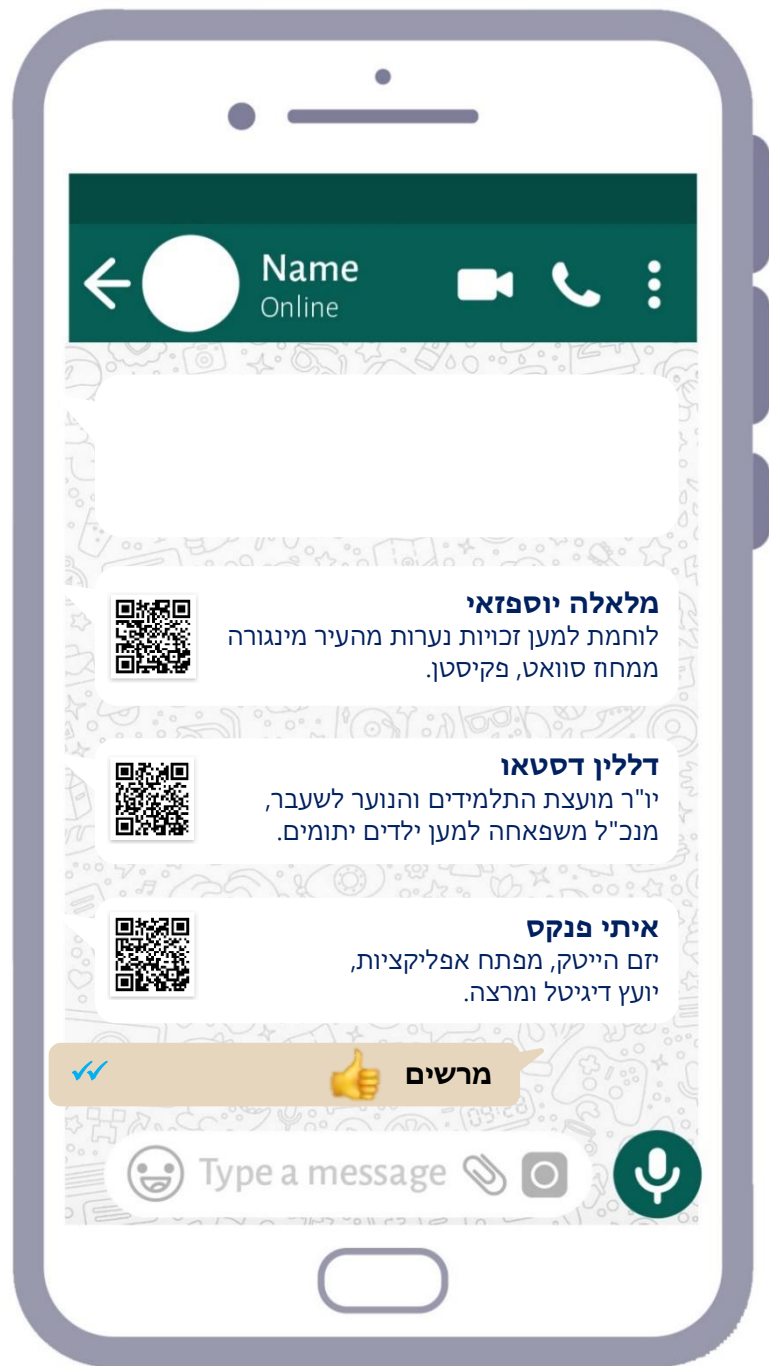 Name
Online
מלאלה יוספזאי
לוחמת למען זכויות נערות מהעיר מינגורה
ממחוז סוואט, פקיסטן.
דללין דסטאו
יו"ר מועצת התלמידים והנוער לשעבר,
מנכ"ל משפאחה למען ילדים יתומים.
איתי פנקס
יזם הייטק, מפתח אפליקציות,
יועץ דיגיטל ומרצה.
מרשים 👍
Type a message